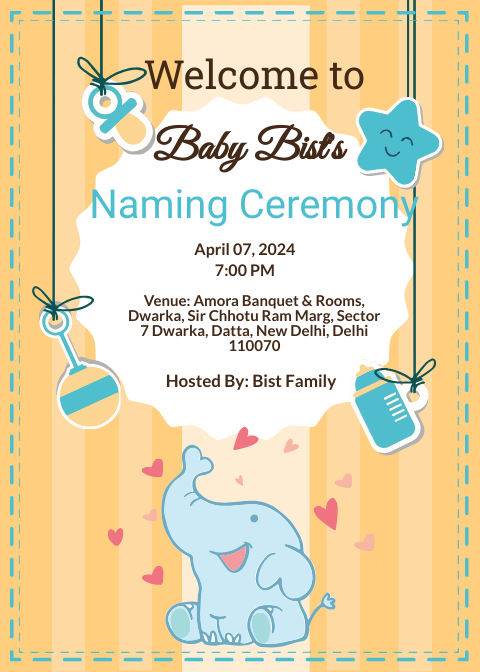 Welcome to
Baby Bist's
Naming Ceremony
April 07, 2024
7:00 PM
Venue: Amora Banquet & Rooms,
Dwarka, Sir Chhotu Ram Marg, Sector
7 Dwarka, Datta, New Delhi, Delhi
110070
Hosted By: Bist Family